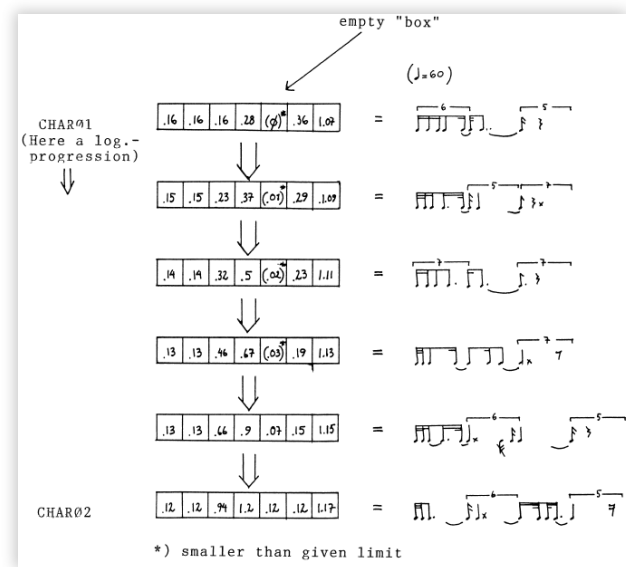 empty "box"
(♩=60)
CHARØ1
(Here a log.-
progression)
.16 .16 .16 .28 (ϕ)* .36 1.07 = 6 5
.15 .15 .23 .37 (.01)* .29 .1.09 = 5 7
.14 .14 .32 .5 (.02)* .23 1.11 = 7 7
.13 .13 .46 .67 (.03)* .19 1.13 = 7
.13 .13 .66 .9 .07 .15 1.15 = 6 5
CHARØ2 .12 .12 .94 1.2 .12 .12 1.17 = 6 5
*) smaller than given limit